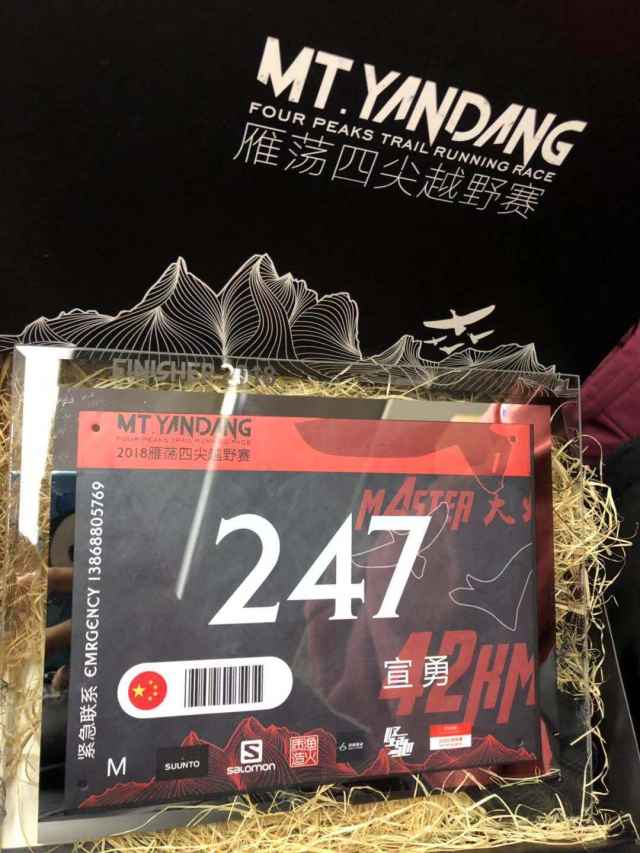 MT.YANDANG
FOUR PEAKS TRAIL RUNNING RACE
雁荡四尖越野赛
FINISHER 2018
MT.YANDANG
FOUR PEAKS TRAIL RUNNING RACE
2018雁荡四尖越野赛
MASTER 大
247
宣勇
42KM
紧急联系 EMRGENCY 13868805769
M
SUUNTO
SALOMON